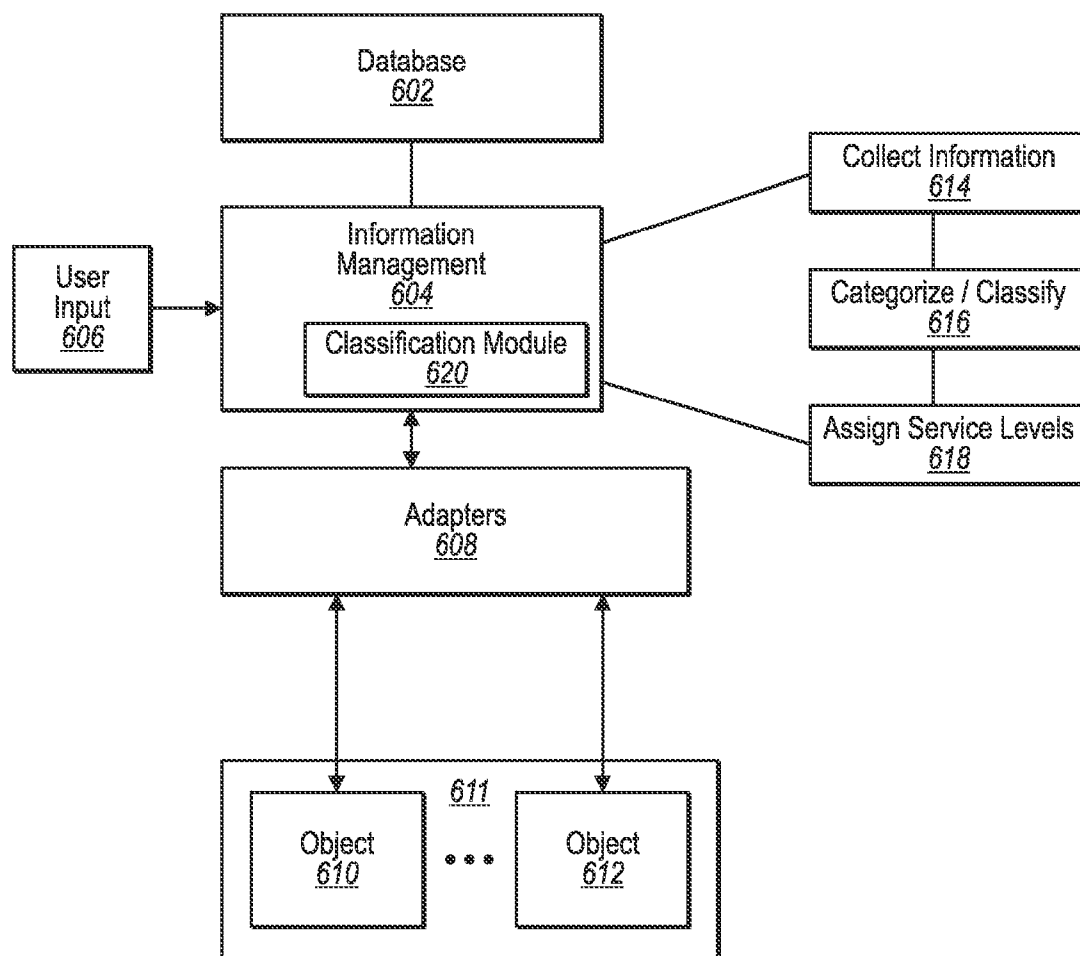 Database
602
Collect Information
614
Information
Management
604
User
Input
606
Categorize / Classify
616
Classification Module
620
Assign Service Levels
618
Adapters
608
611
Object
610
Object
612